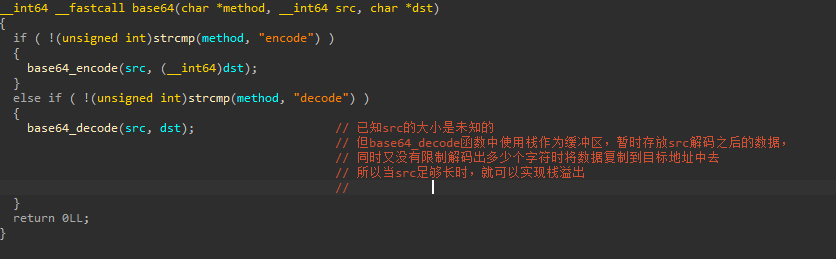 __int64 __fastcall base64(char *method, __int64 src, char *dst)
{
if ( !(unsigned int)strcmp(method, "encode") )
{
base64_encode(src, (__int64)dst);
}
else if ( !(unsigned int)strcmp(method, "decode") )
{
base64_decode(src, dst); // 已知src的大小是未知的
// 但base64_decode函数中使用栈作为缓冲区，暂时存放src解码之后的数据，
// 同时又没有限制解码出多少个字符时将数据复制到目标地址中去
// 所以当src足够长时，就可以实现栈溢出
//
}
return 0LL;
}